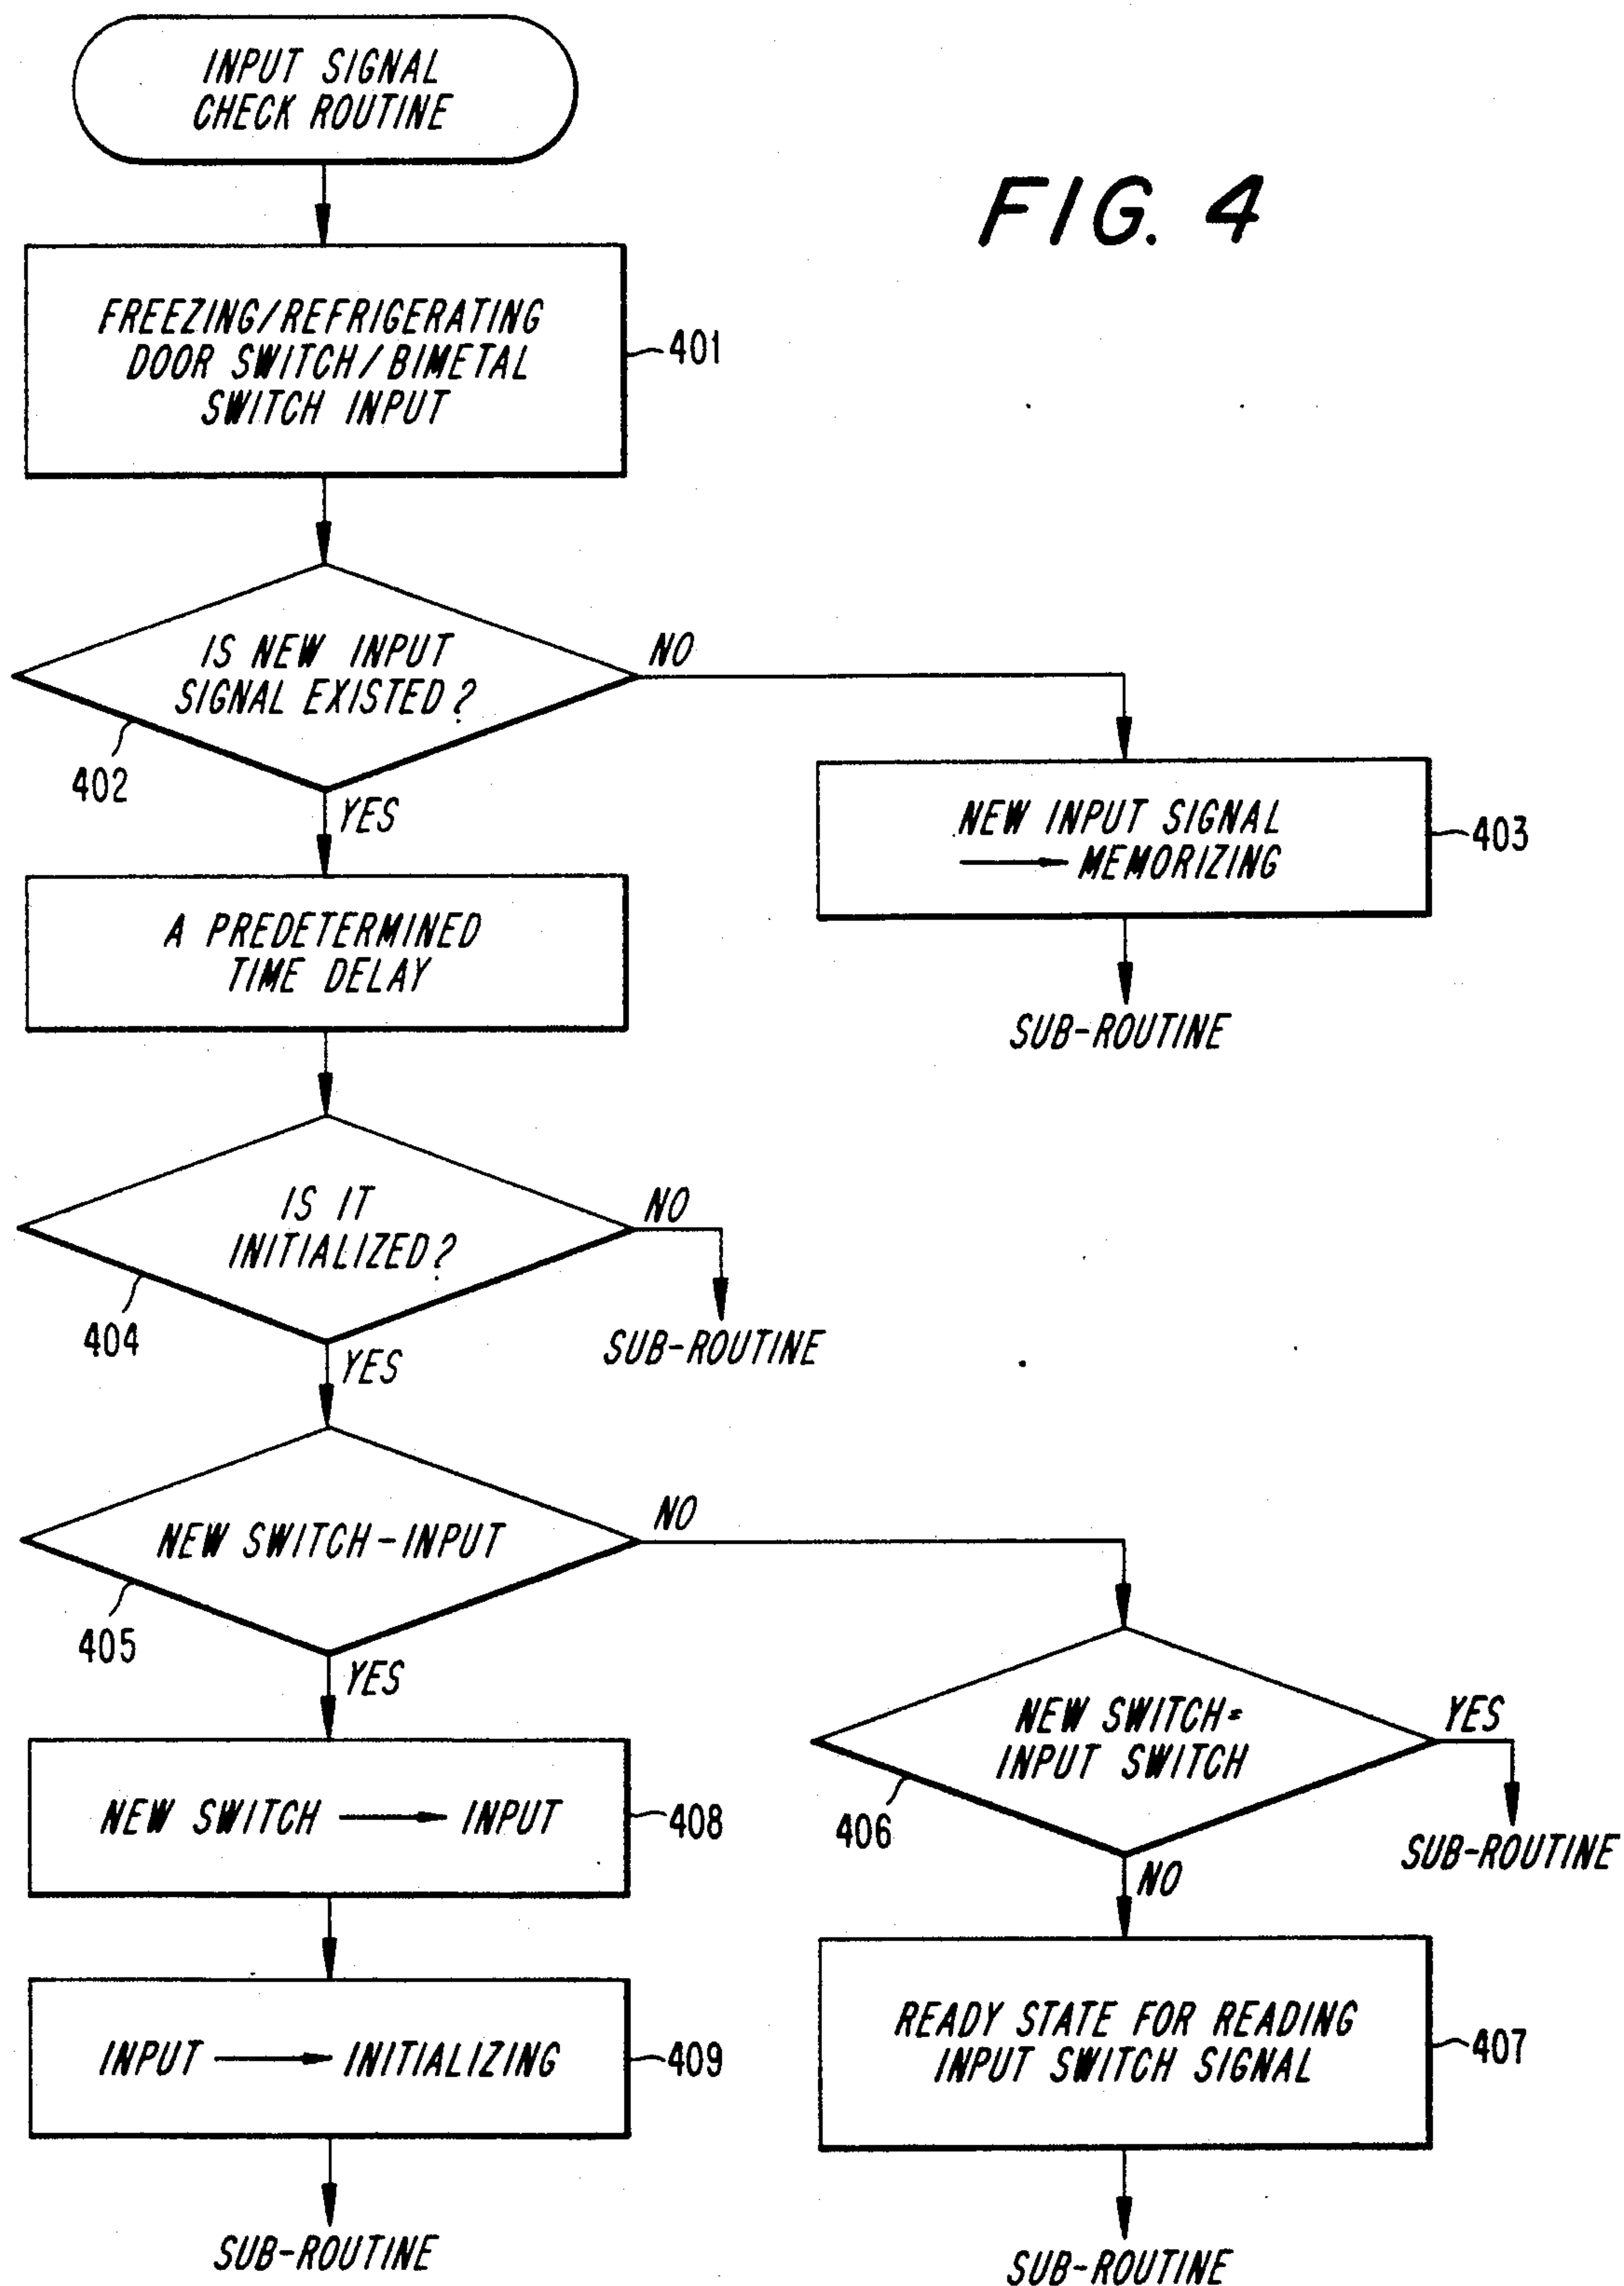 INPUT SIGNAL
CHECK ROUTINE
FIG. 4
FREEZING/REFRIGERATING
DOOR SWITCH/BIMETAL
SWITCH INPUT
401
IS NEW INPUT
SIGNAL EXISTED?
402
NO
YES
NEW INPUT SIGNAL
→ MEMORIZING
403
SUB-ROUTINE
A PREDETERMINED
TIME DELAY
IS IT
INITIALIZED?
404
NO
SUB-ROUTINE
YES
NEW SWITCH-INPUT
405
NO
YES
NEW SWITCH=
INPUT SWITCH
406
YES
SUB-ROUTINE
NO
NEW SWITCH → INPUT
408
READY STATE FOR READING
INPUT SWITCH SIGNAL
407
INPUT → INITIALIZING
409
SUB-ROUTINE
SUB-ROUTINE